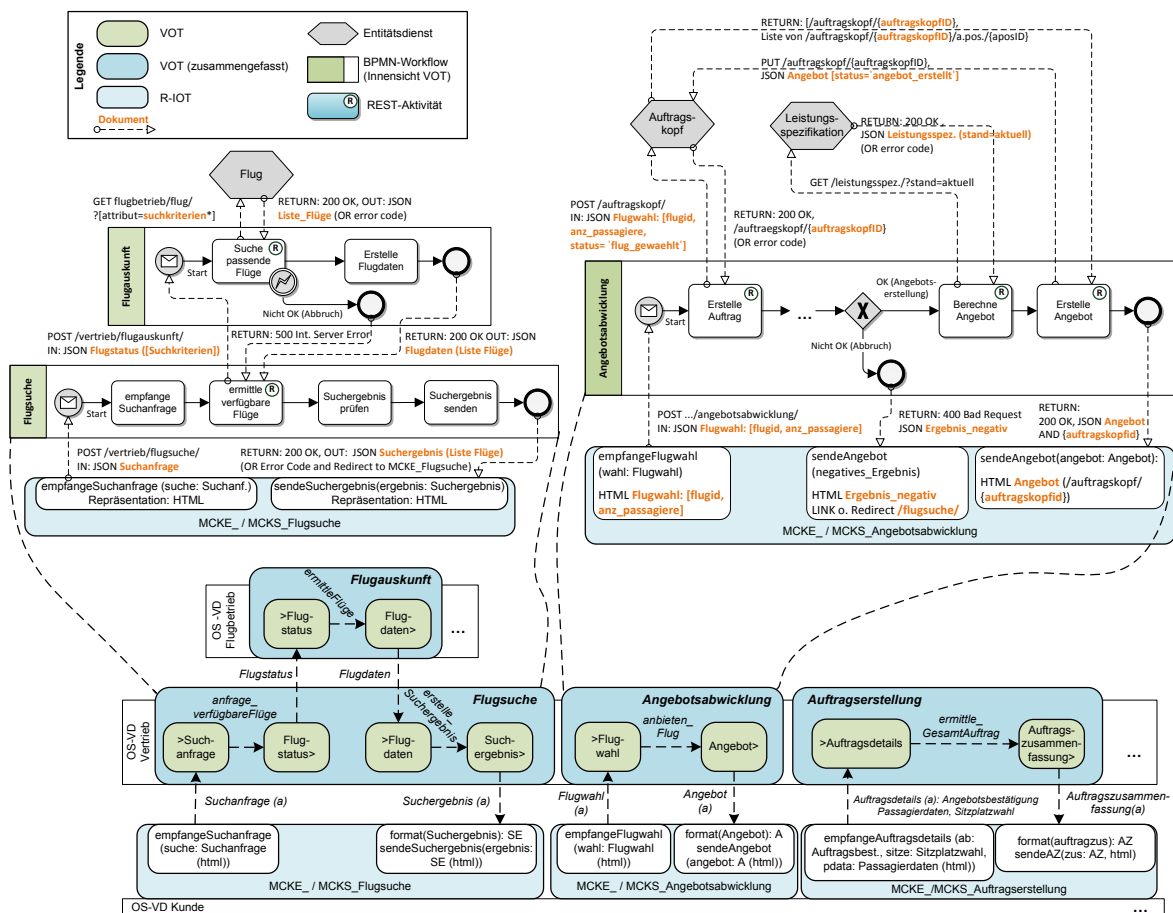 Legende
VOT
VOT (zusammengefasst)
R-IOT
Dokument
Entitätsdienst
BPMN-Workflow
(Innensicht VOT)
R
REST-Aktivität
RETURN: [/auftragskopf/{auftragskopfID},
Liste von /auftragskopf/{auftragskopfID}/a.pos./{aposID}
PUT /auftragskopf/{auftragskopfID},
JSON Angebot [status=`angebot_erstellt`]
Auftrags-
kopf
Leistungs-
spezifikation
RETURN: 200 OK ,
JSON Leistungsspez. (stand=aktuell)
(OR error code)
GET /leistungsspez./?stand=aktuell
POST /auftragskopf/
IN: JSON Flugwahl: [flugid,
anz_passagiere,
status= `flug_gewaehlt`]
RETURN: 200 OK,
/auftraegskopf/{auftragskopfID}
(OR error code)
Flug
GET flugbetrieb/flug/
?[attribut=suchkriterien*]
RETURN: 200 OK, OUT: JSON
Liste_Flüge (OR error code)
Flugauskunft
Start
Suche
passende
Flüge
R
Erstelle
Flugdaten
Nicht OK (Abbruch)
POST /vertrieb/flugauskunft/
IN: JSON Flugstatus ([Suchkriterien])
RETURN: 500 Int. Server Error
RETURN: 200 OK OUT: JSON
Flugdaten (Liste Flüge)
Flugsuche
Start
empfange
Suchanfrage
ermittle
verfügbare
Flüge
R
Suchergebnis
prüfen
Suchergebnis
senden
POST /vertrieb/flugsuche/
IN: JSON Suchanfrage
RETURN: 200 OK, OUT: JSON Suchergebnis (Liste Flüge)
(OR Error Code and Redirect to MCKE_Flugsuche)
empfangeSuchanfrage (suche: Suchanf.)
Repräsentation: HTML
sendeSuchergebnis(ergebnis: Suchergebnis)
Repräsentation: HTML
MCKE_ / MCKS_Flugsuche
Angebotsabwicklung
Start
Erstelle
Auftrag
R
...
X
OK (Angebots-
erstellung)
Nicht OK (Abbruch)
Berechne
Angebot
R
Erstelle
Angebot
R
POST .../angebotsabwicklung/
IN: JSON Flugwahl: [flugid, anz_passagiere]
RETURN: 400 Bad Request
JSON Ergebnis_negativ
RETURN:
200 OK, JSON Angebot
AND {auftragskopfid}
empfangeFlugwahl
(wahl: Flugwahl)
HTML Flugwahl: [flugid,
anz_passagiere]
sendeAngebot
(negatives_Ergebnis)
HTML Ergebnis_negativ
LINK o. Redirect /flugsuche/
sendeAngebot(angebot: Angebot):
HTML Angebot (/auftragskopf/
{auftragskopfid})
MCKE_ / MCKS_Angebotsabwicklung
OS -VD
Flugbetrieb
Flugauskunft
>Flug-
status
ermittleFlüge
Flug-
daten>
...
Flugstatus
Flugdaten
OS-VD
Vertrieb
Flugsuche
anfrage_
verfügbareFlüge
>Such-
anfrage
Flug-
status>
>Flug-
daten
erstelle_
Suchergebnis
Such-
ergebnis>
Angebotsabwicklung
>Flug-
wahl
anbieten_
Flug
Angebot>
Auftragserstellung
>Auftragsdetails
ermittle_
GesamtAuftrag
Auftrags-
zusammen-
fassung>
...
Suchanfrage (a)
Suchergebnis (a)
Flugwahl
(a)
Angebot
(a)
Auftragsdetails (a): Angebotsbestätigung
Passagierdaten, Sitzplatzwahl
Auftragszusammen-
fassung(a)
empfangeSuchanfrage
(suche: Suchanfrage
(html))
format(Suchergebnis): SE
sendeSuchergebnis(ergebnis:
SE (html))
MCKE_ / MCKS_Flugsuche
empfangeFlugwahl
(wahl: Flugwahl
(html))
format(Angebot): A
sendeAngebot
(angebot: A (html))
MCKE_ / MCKS_Angebotsabwicklung
empfangeAuftragsdetails (ab:
Auftragsbest., sitze: Sitzplatzwahl,
pdata: Passagierdaten (html))
format(auftragzus): AZ
sendeAZ(zus: AZ, html)
MCKE_/MCKS_Auftragserstellung
OS-VD Kunde
...